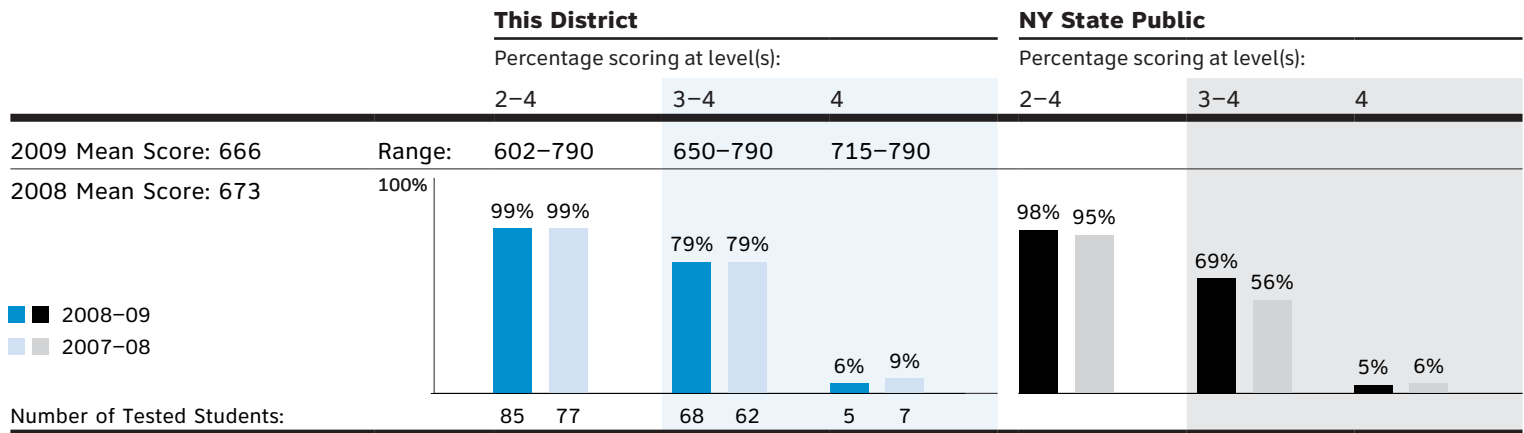 This District NY State Public
Percentage scoring at level(s): Percentage scoring at level(s):
2–4 3–4 4 2–4 3–4 4
2009 Mean Score: 666 Range: 602–790 650–790 715–790
2008 Mean Score: 673 100%
99% 99% 79% 79% 6% 9% 98% 95% 69% 56% 5% 6%
2008–09
2007–08
Number of Tested Students: 85 77 68 62 5 7